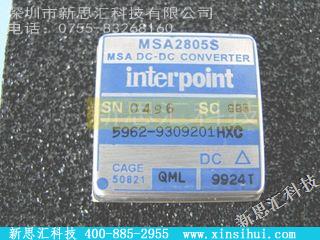 深圳市新思汇科技有限公司
电话：0755-83268160
MSA2805S
MSA DC-DC CONVERTER
interpoint
SN 0496 SC
5962-9309201HXC
CAGE
50821
QML
DC △
9924T
新思汇科技 400-885-2955 www.xinsihui.com